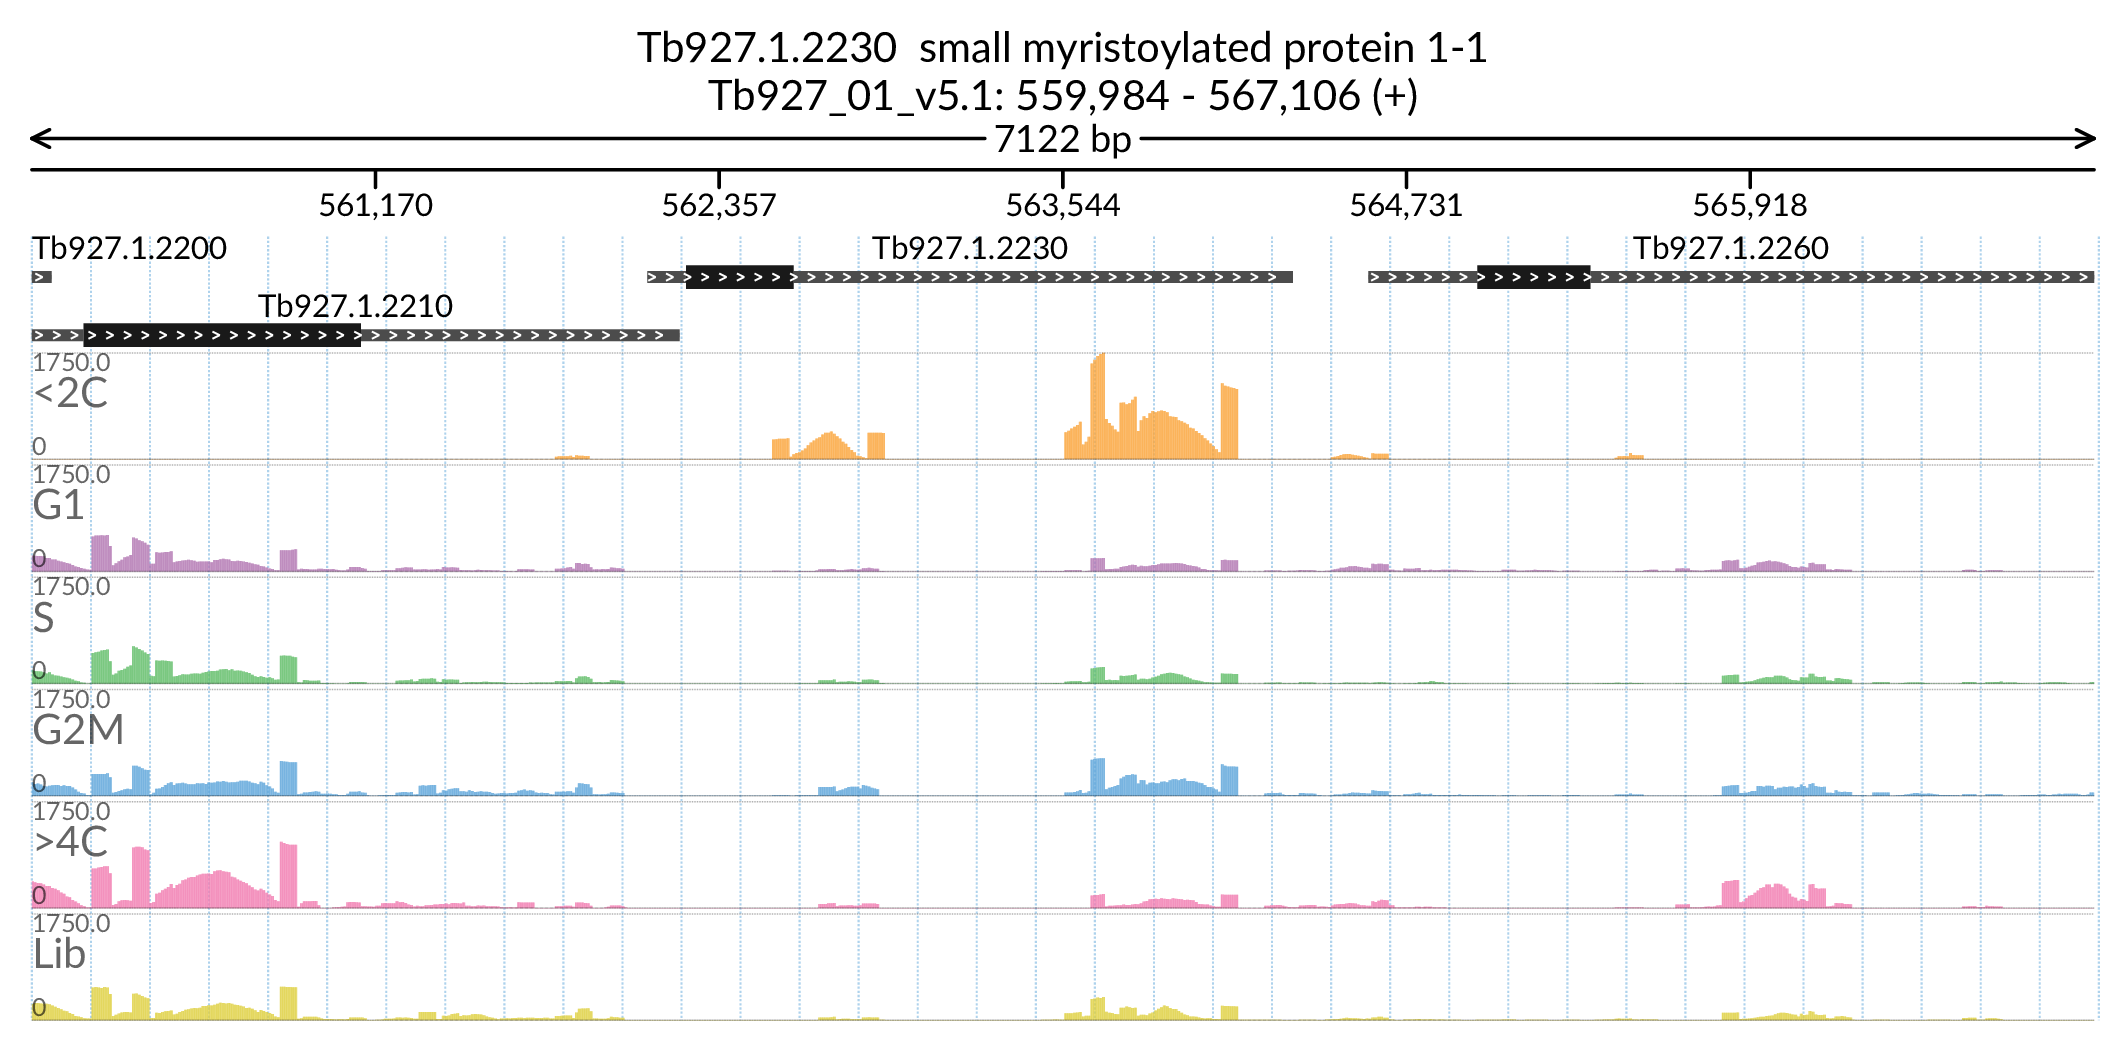 Tb927.1.2230  small myristoylated protein 1-1
Tb927_01_v5.1: 559,984 - 567,106 (+)
7122 bp
561,170 562,357 563,544 564,731 565,918
Tb927.1.2200 Tb927.1.2230 Tb927.1.2260
Tb927.1.2210
1750.0
<2C
0
1750.0
G1
0
1750.0
S
0
1750.0
G2M
0
1750.0
>4C
0
1750.0
Lib
0